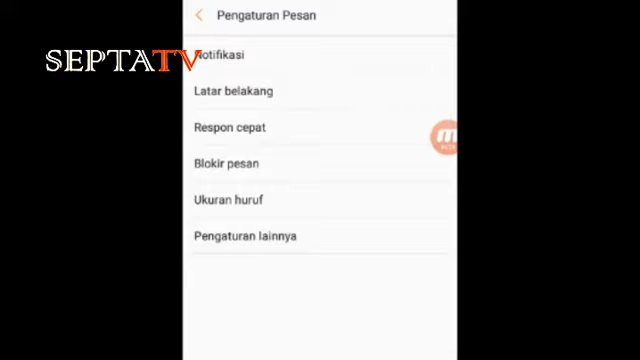 Pengaturan Pesan
SEPTATV
Notifikasi
Latar belakang
Respon cepat
Blokir pesan
Ukuran huruf
Pengaturan lainnya